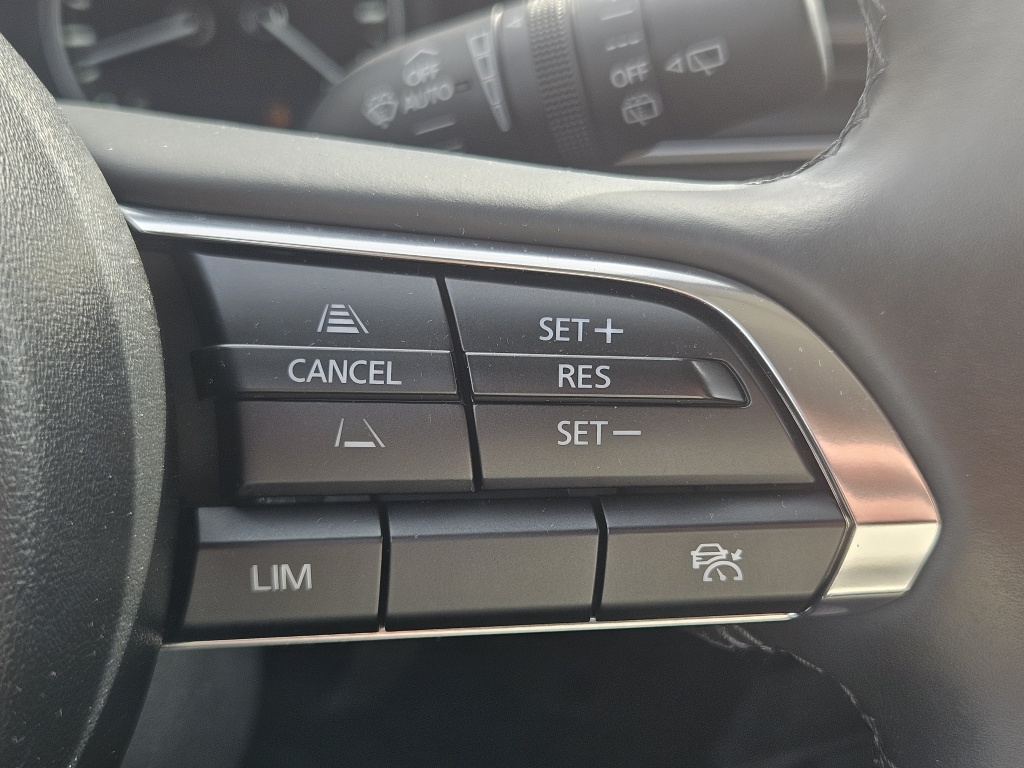 OFF
AUTO
OFF
SET+
CANCEL
RES
SET−
LIM